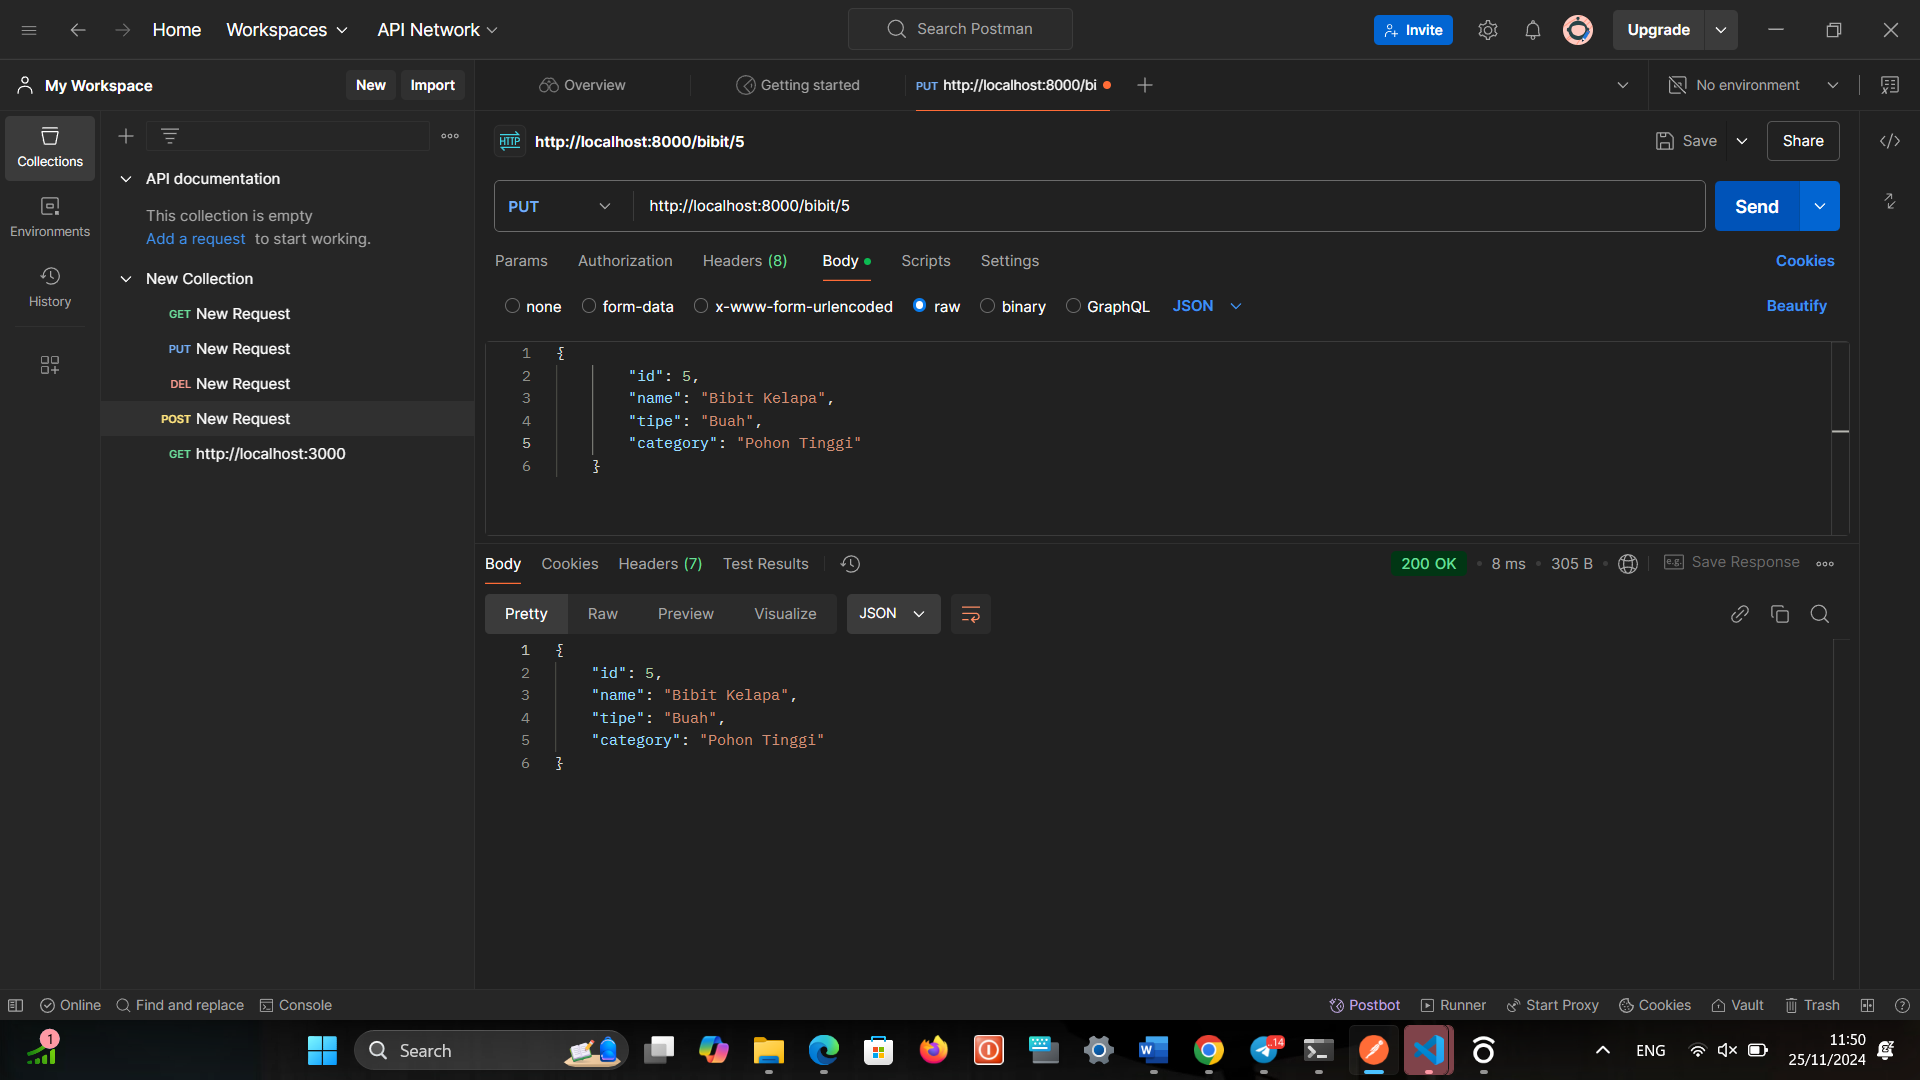 Home Workspaces API Network Search Postman Invite Upgrade
My Workspace New Import Overview Getting started PUT http://localhost:8000/bi No environment
HTTP http://localhost:8000/bibit/5 Save Share
Collections
API documentation
This collection is empty
Add a request to start working.
Environments
New Collection
History
GET New Request
PUT New Request
DEL New Request
POST New Request
GET http://localhost:3000
PUT http://localhost:8000/bibit/5 Send
Params Authorization Headers (8) Body Scripts Settings Cookies
none form-data x-www-form-urlencoded raw binary GraphQL JSON Beautify
1 {
2 "id": 5,
3 "name": "Bibit Kelapa",
4 "tipe": "Buah",
5 "category": "Pohon Tinggi"
6 }
Body Cookies Headers (7) Test Results 200 OK • 8 ms • 305 B • e.g. Save Response
Pretty Raw Preview Visualize JSON
1 {
2 "id": 5,
3 "name": "Bibit Kelapa",
4 "tipe": "Buah",
5 "category": "Pohon Tinggi"
6 }
Online Find and replace Console Postbot Runner Start Proxy Cookies Vault Trash
1 Search .14 ENG 11:50
25/11/2024